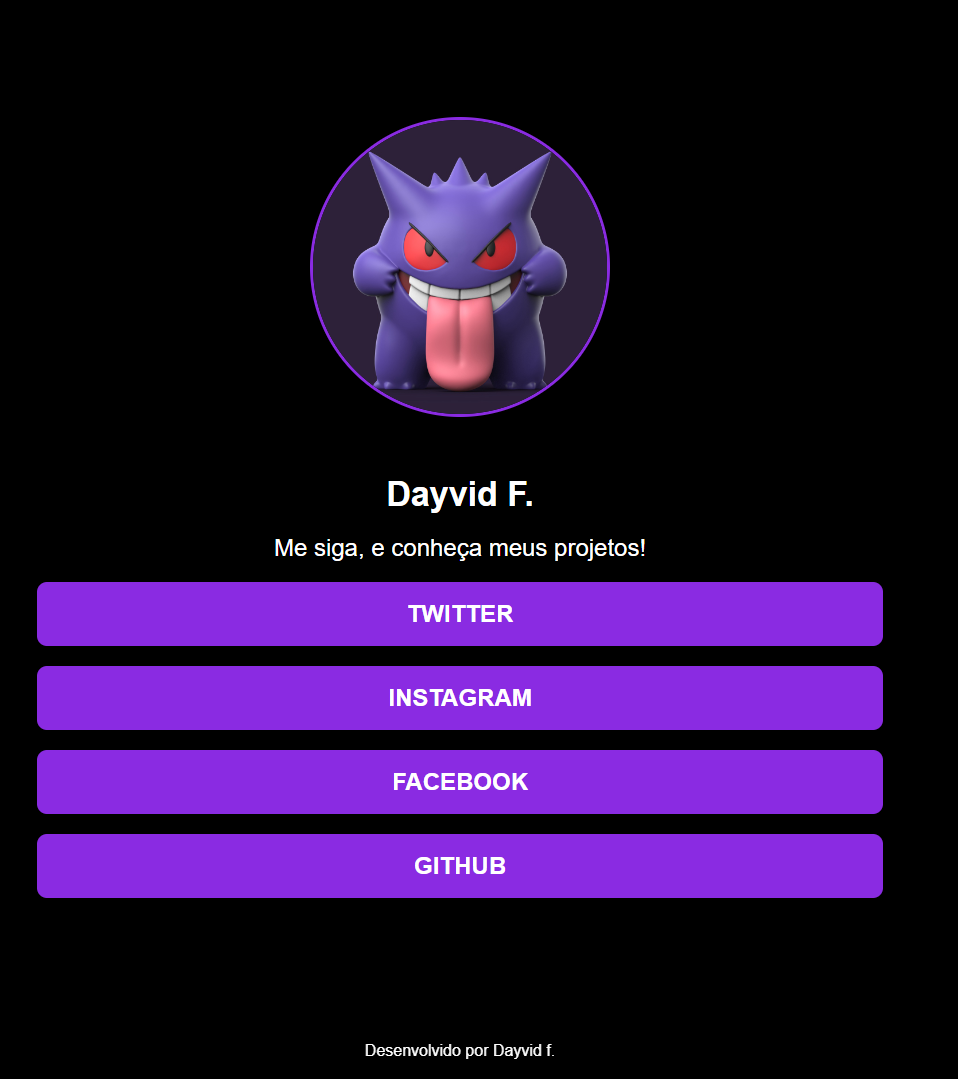 Dayvid F.
Me siga, e conheça meus projetos!
TWITTER
INSTAGRAM
FACEBOOK
GITHUB
Desenvolvido por Dayvid f.